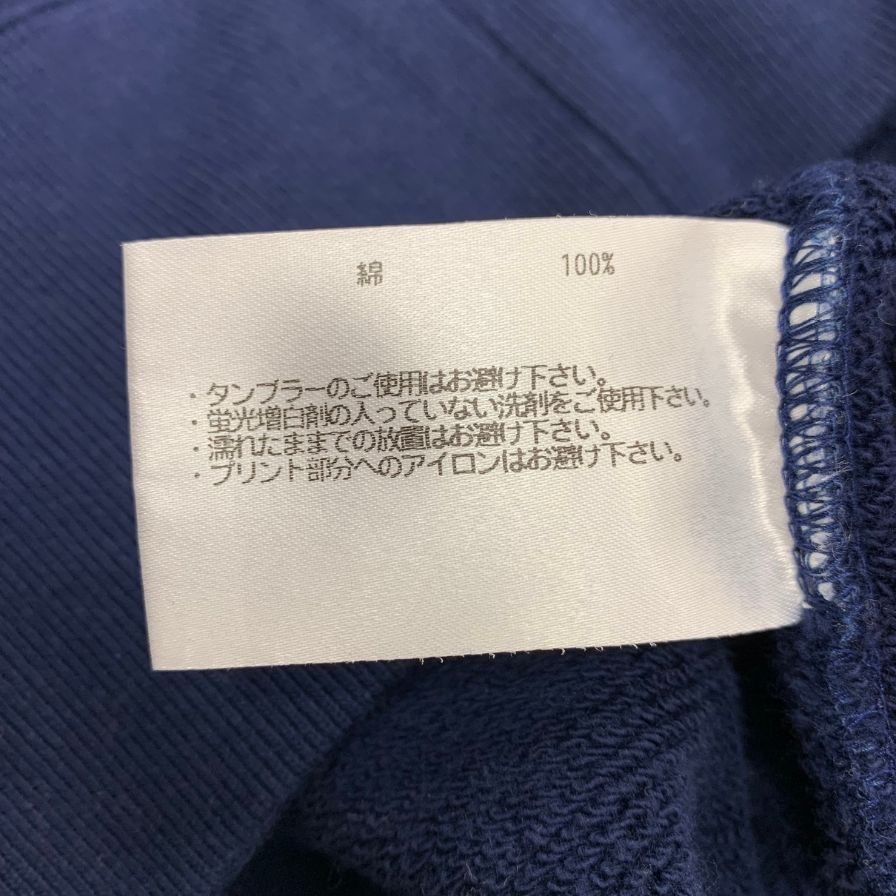 綿 100%
・タンブラーのご使用はお避け下さい。
・蛍光増白剤の入っていない洗剤をご使用下さい。
・濡れたままでの放置はお避け下さい。
・プリント部分へのアイロンはお避け下さい。